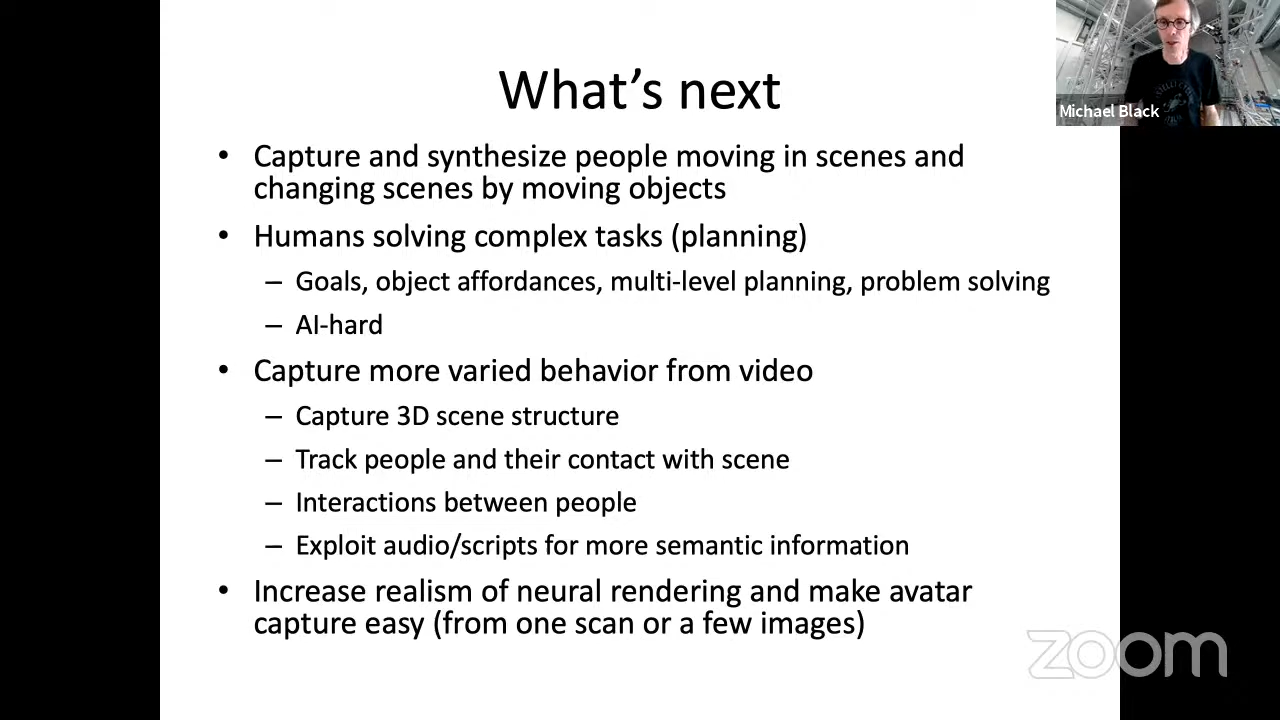 What's next
Michael Black
• Capture and synthesize people moving in scenes and
changing scenes by moving objects
• Humans solving complex tasks (planning)
– Goals, object affordances, multi-level planning, problem solving
– AI-hard
• Capture more varied behavior from video
– Capture 3D scene structure
– Track people and their contact with scene
– Interactions between people
– Exploit audio/scripts for more semantic information
• Increase realism of neural rendering and make avatar
capture easy (from one scan or a few images)
zoom